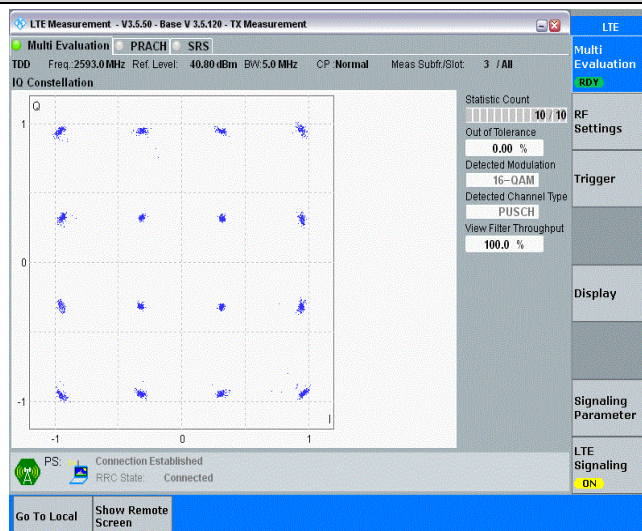 LTE Measurement - V3.5.50 - Base V 3.5.120 - TX Measurement
LTE
Multi Evaluation PRACH SRS
TDD Freq.:2593.0 MHz Ref. Level: 40.80 dBm BW:5.0 MHz CP :Normal Meas Subfr./Slot: 3 / All
IQ Constellation
Q
1
0
-1
I
-1 0 1
Statistic Count
10 / 10
Out of Tolerance
0.00 %
Detected Modulation
16-QAM
Detected Channel Type
PUSCH
View Filter Throughput
100.0 %
PS: Connection Established
RRC State: Connected
Multi
Evaluation
RDY
RF
Settings
Trigger
Display
Signaling
Parameter
LTE
Signaling
ON
Go To Local
Show Remote
Screen